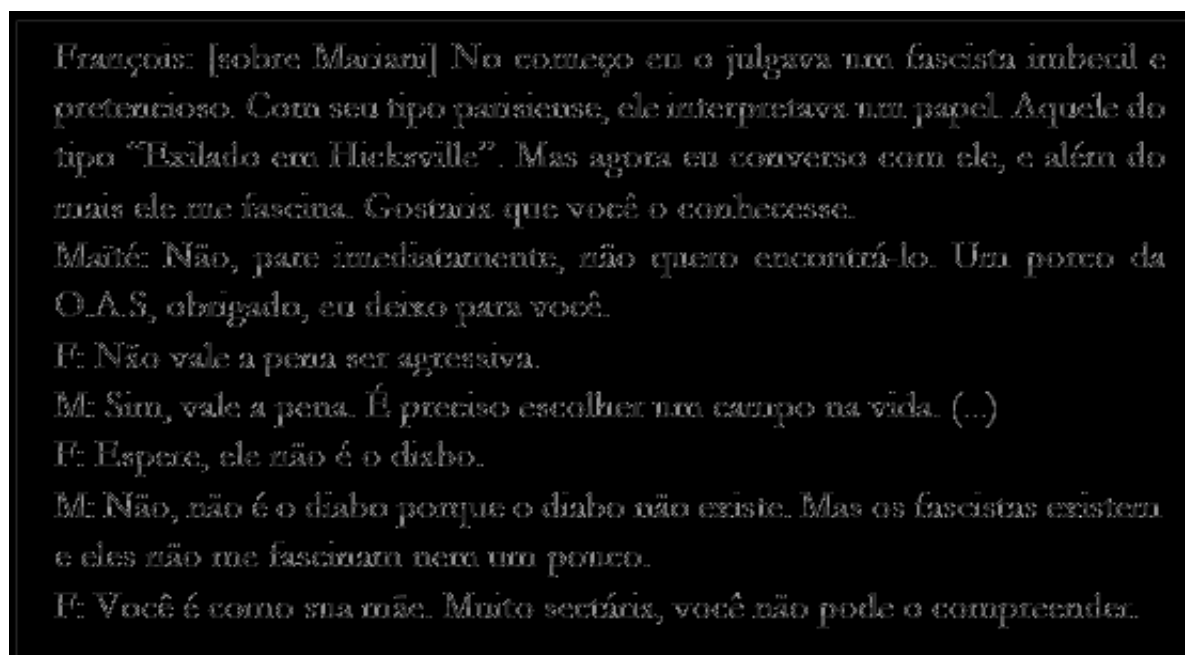 François: [sobre Mariani] No começo eu o julgava um fascista imbecil e
pretencioso. Com seu tipo parisiense, ele interpretava um papel. Aquele do
tipo “Exilado em Hicksville”. Mas agora eu converso com ele, e além do
mais ele me fascina. Gostaria que você o conhecesse.
Maïté: Não, pare imediatamente, não quero encontrá-lo. Um porco da
O.A.S, obrigado, eu deixo para você.
F: Não vale a pena ser agressiva.
M: Sim, vale a pena. É preciso escolher um campo na vida. (...)
F: Espere, ele não é o diabo.
M: Não, não é o diabo porque o diabo não existe. Mas os fascistas existem
e eles não me fascinam nem um pouco.
F: Você é como sua mãe. Muito sectária, você não pode o compreender.